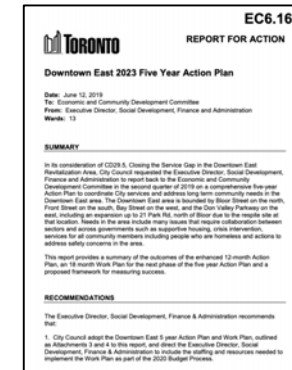 EC6.16
TORONTO
REPORT FOR ACTION
Downtown East 2023 Five Year Action Plan
Date: June 12, 2019
To: Economic and Community Development Committee
From: Executive Director, Social Development, Finance and Administration
Wards: 13
SUMMARY
In its consideration of CD29.5, Closing the Service Gap in the Downtown East
Revitalization Area, City Council requested the Executive Director, Social Development,
Finance and Administration to report back to the Economic and Community
Development Committee in the second quarter of 2019 on a comprehensive five-year
Action Plan to coordinate City services and address long term community needs in the
Downtown East area. The Downtown East area is bounded by Bloor Street on the north,
Front Street on the south, Bay Street on the west, and the Don Valley Parkway on the
east, including an expansion up to 21 Park Rd, north of Bloor due to the respite site at
that location. Needs in the area include many issues that require collaboration between
sectors and across governments such as supportive housing, crisis intervention,
services for all community members including people who are homeless and actions to
address safety concerns in the area.
This report provides a summary of the outcomes of the enhanced 12-month Action
Plan, an 18 month Work Plan for the next phase of the five year Action Plan and a
proposed framework for measuring success.
RECOMMENDATIONS
The Executive Director, Social Development, Finance & Administration recommends
that:
1. City Council adopt the Downtown East 5 year Action Plan and Work Plan, outlined
as Attachments 3 and 4 to this report, and direct the Executive Director, Social
Development, Finance & Administration to include the staffing and resources needed to
implement the Work Plan as part of the 2020 Budget Process.